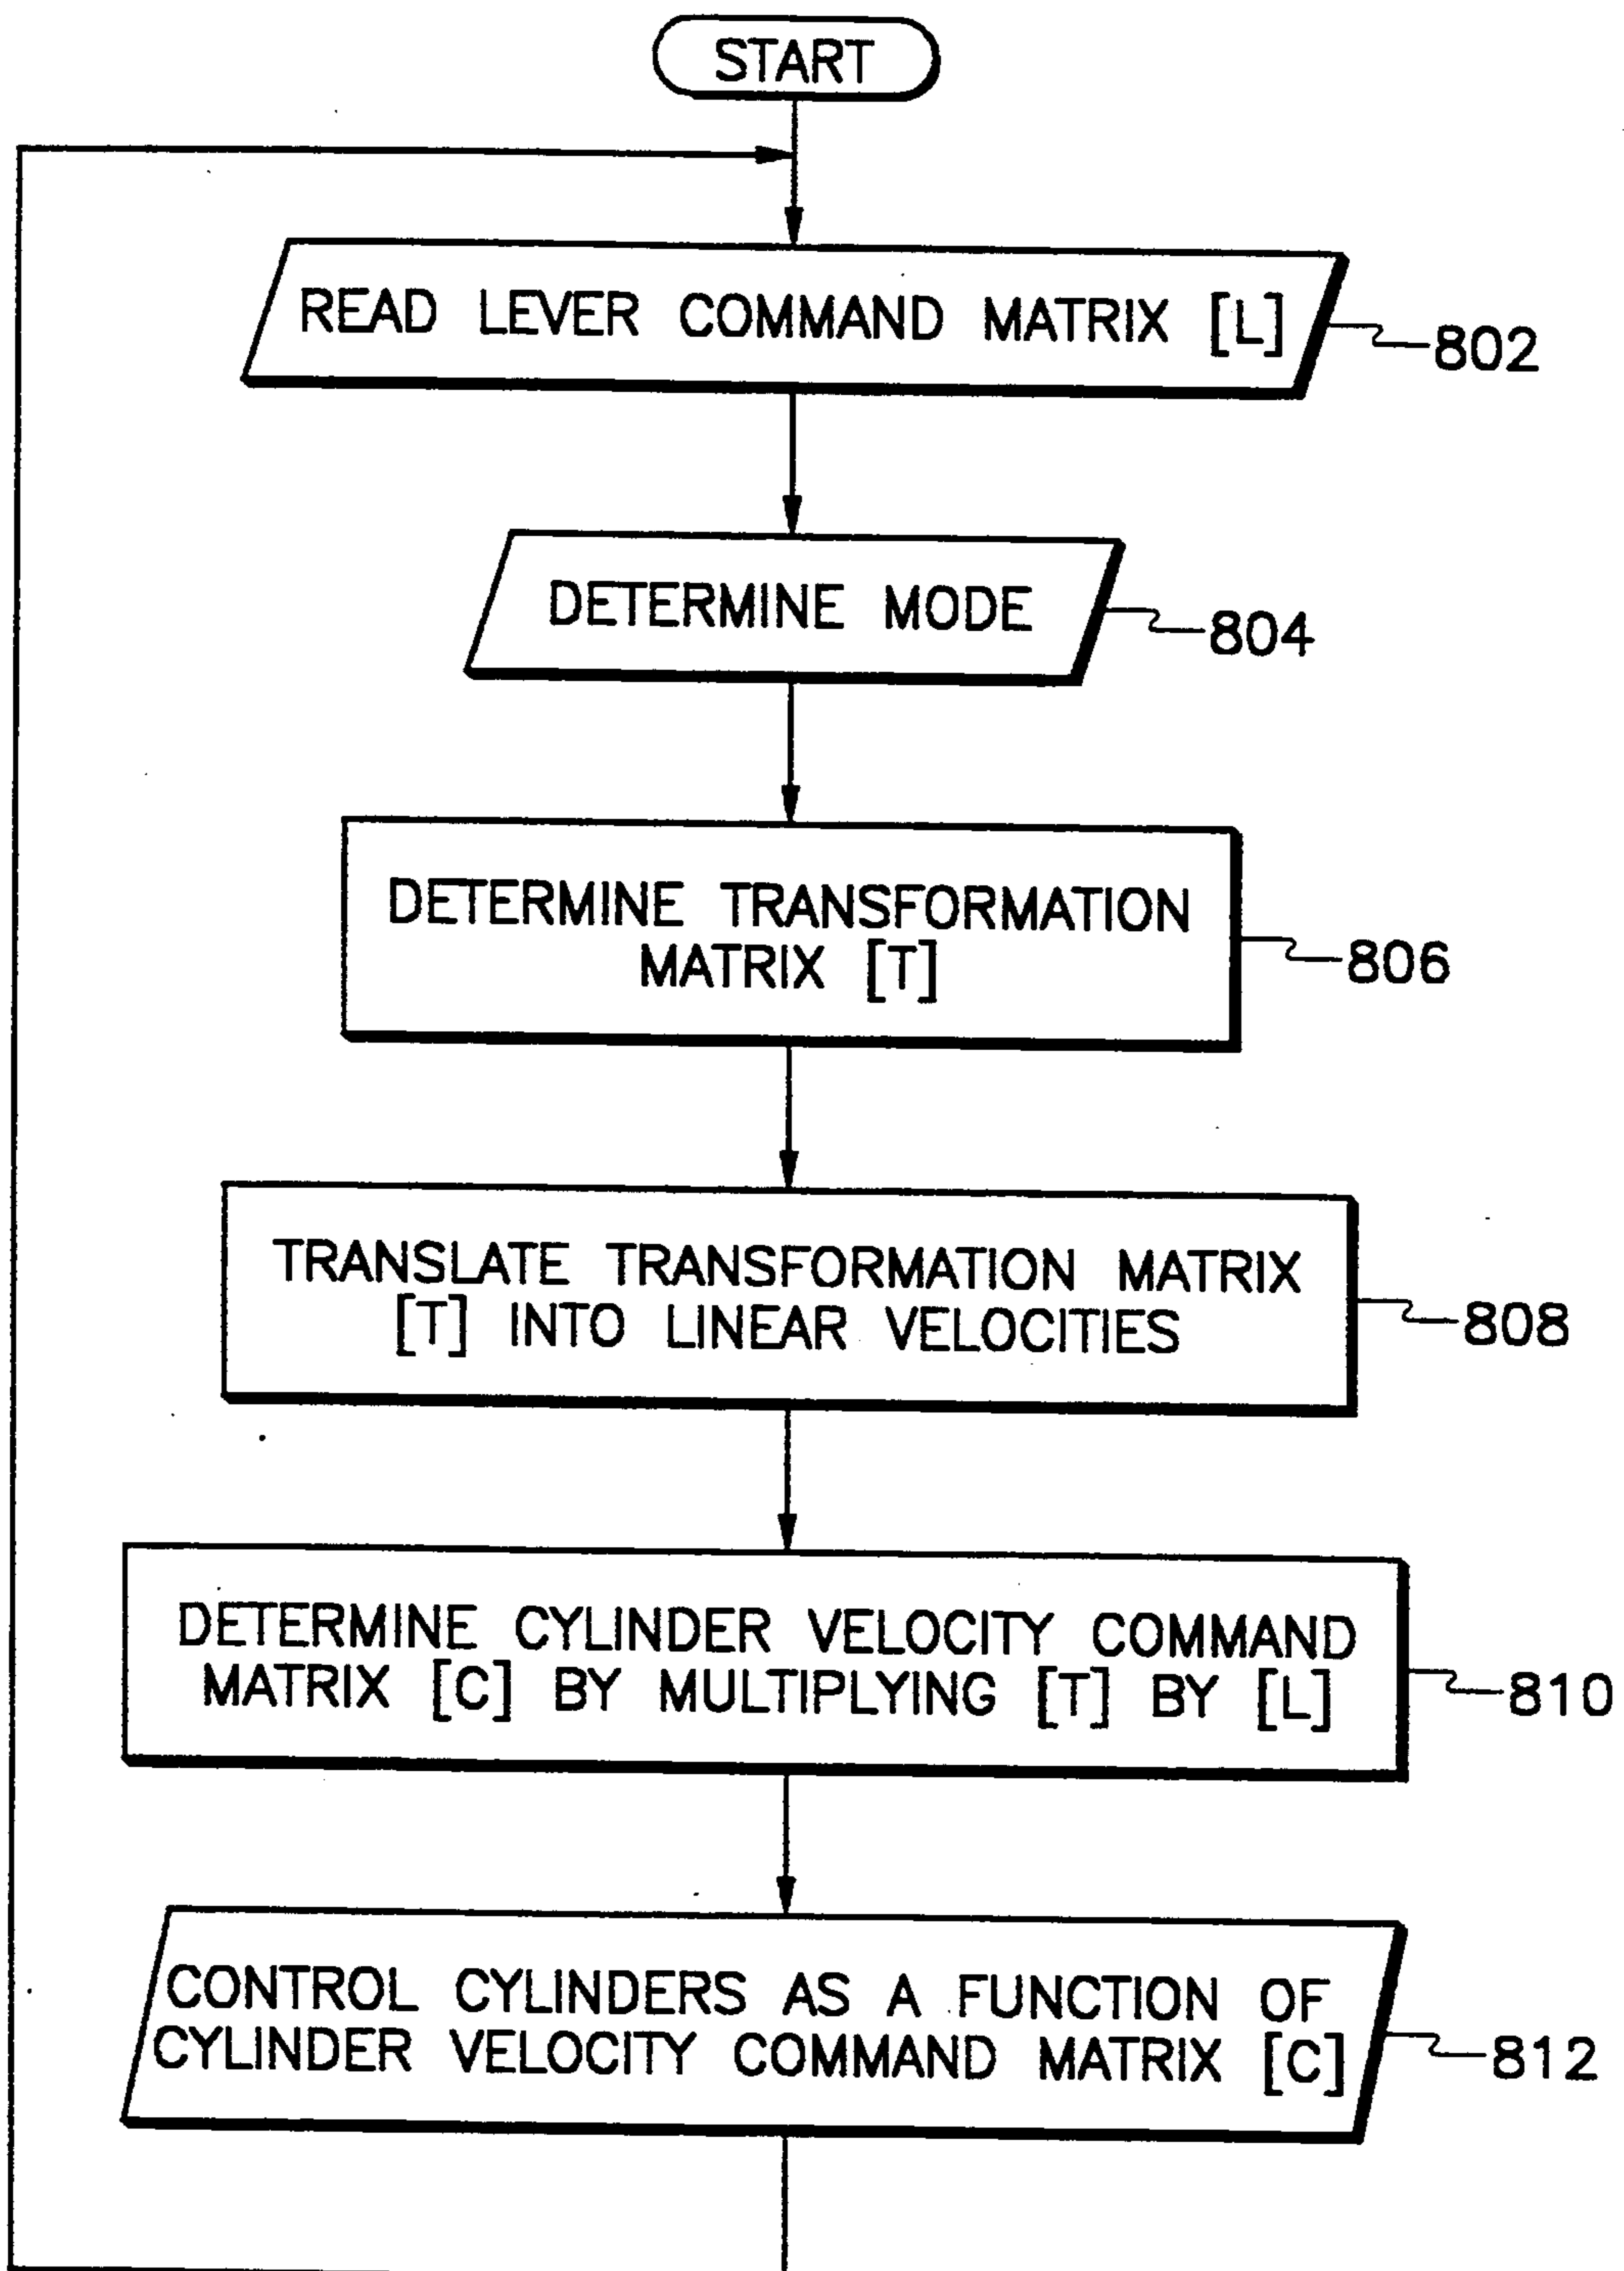 START
READ LEVER COMMAND MATRIX [L]
802
DETERMINE MODE
804
DETERMINE TRANSFORMATION
MATRIX [T]
806
TRANSLATE TRANSFORMATION MATRIX
[T] INTO LINEAR VELOCITIES
808
DETERMINE CYLINDER VELOCITY COMMAND
MATRIX [C] BY MULTIPLYING [T] BY [L]
810
CONTROL CYLINDERS AS A FUNCTION OF
CYLINDER VELOCITY COMMAND MATRIX [C]
812